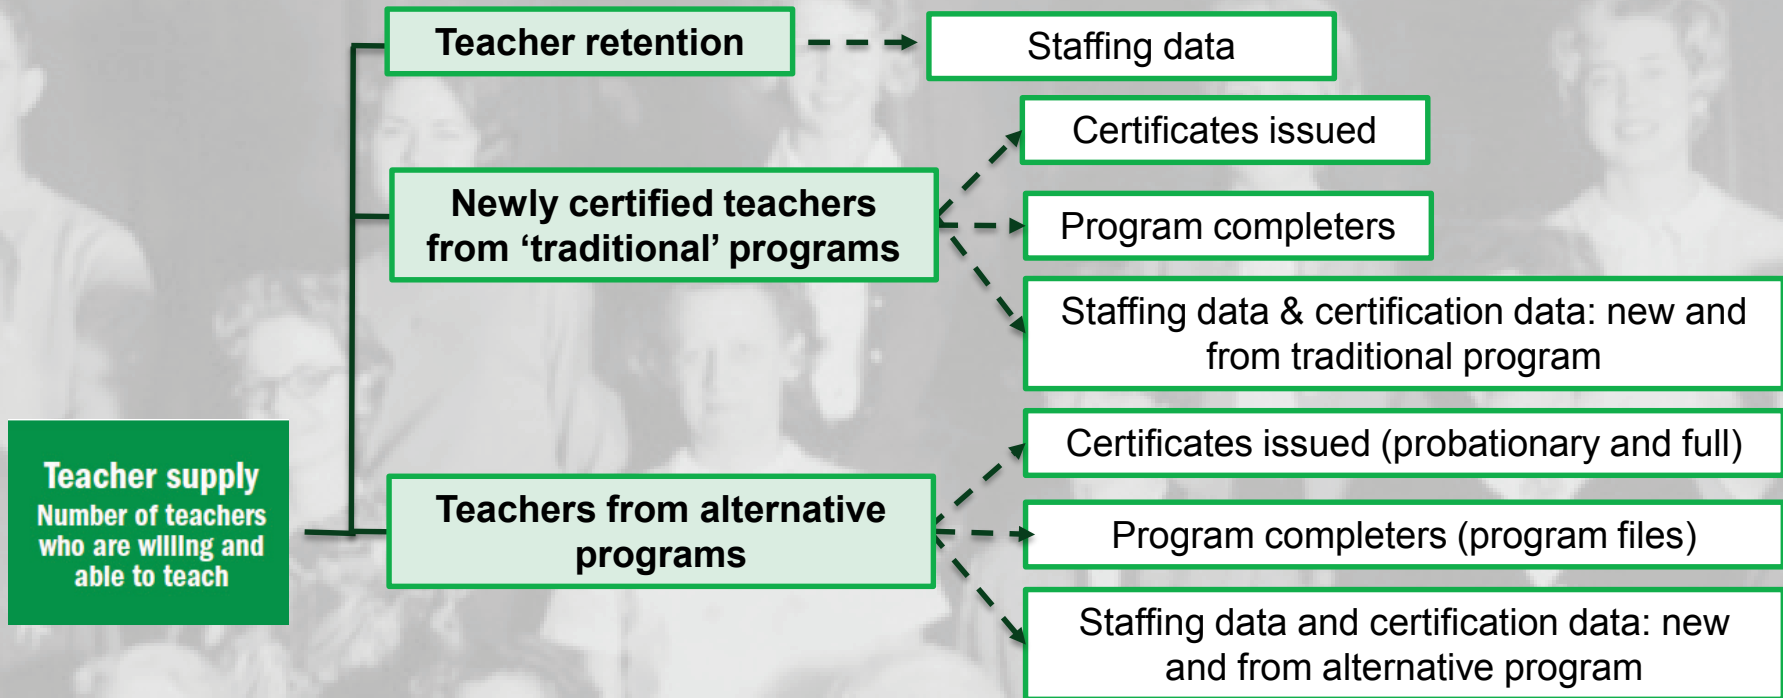 Teacher retention
Staffing data
Certificates issued
Newly certified teachers
from ‘traditional’ programs
Program completers
Staffing data & certification data: new and
from traditional program
Teacher supply
Number of teachers
who are willing and
able to teach
Certificates issued (probationary and full)
Teachers from alternative
programs
Program completers (program files)
Staffing data and certification data: new
and from alternative program